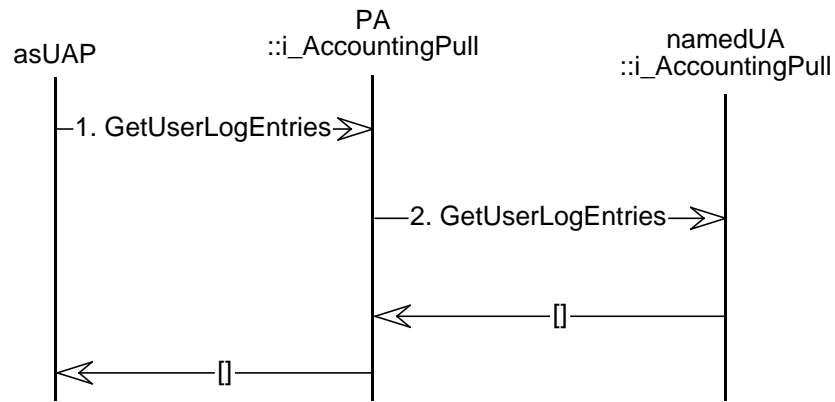 asUAP
PA
::i_AccountingPull
namedUA
::i_AccountingPull
1. GetUserLogEntries
2. GetUserLogEntries
[]
[]